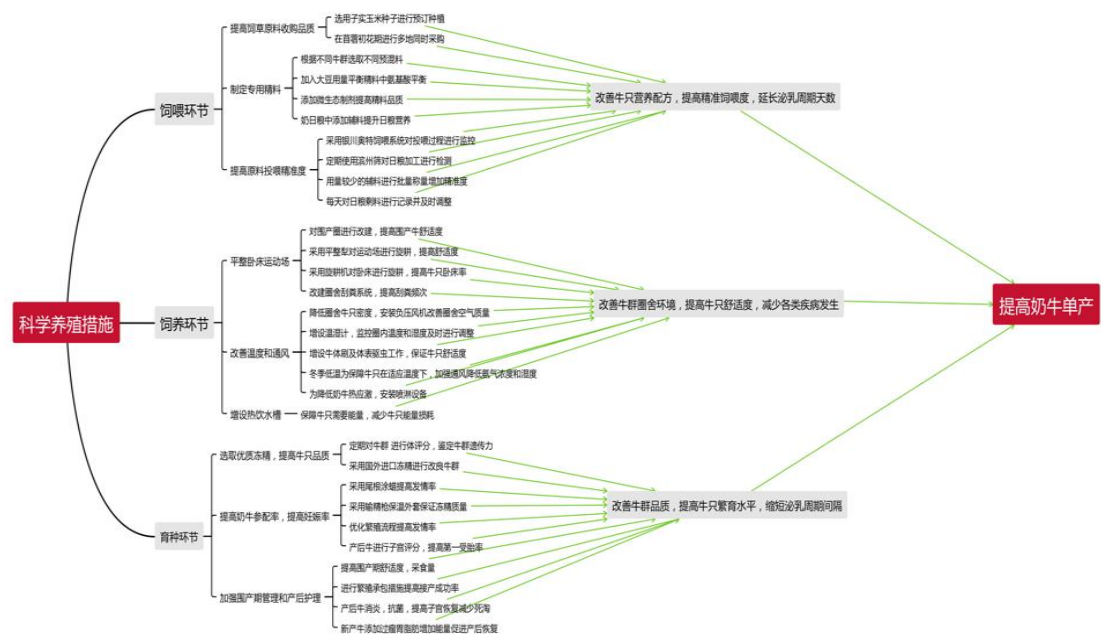 科学养殖措施
饲喂环节
提高饲草原料收购品质
选用子实玉米种子进行预订种植
在苜蓿初花期进行多地同时采购
制定专用精料
根据不同牛群选取不同预混料
加入大豆用量平衡精料中氨基酸平衡
添加微生态制剂提高精料品质
奶日粮中添加辅料提升日粮营养
提高原料投喂精准度
采用银川奥特饲喂系统对投喂过程进行监控
定期使用滨州筛对日粮加工进行检测
用量较少的辅料进行批量称量增加精准度
每天对日粮剩料进行记录并及时调整
改善牛只营养配方，提高精准饲喂度，延长泌乳周期天数
饲养环节
平整卧床运动场
对围产圈进行改建，提高围产牛舒适度
采用平整犁对运动场进行旋耕，提高舒适度
采用旋耕机对卧床进行旋耕，提高牛只卧床率
改建圈舍刮粪系统，提高刮粪频次
改善温度和通风
降低圈舍牛只密度，安装负压风机改善圈舍空气质量
增设温湿计，监控圈内温度和湿度及时进行调整
增设牛体刷及体表驱虫工作，保证牛只舒适度
冬季低温为保障牛只在适应温度下，加强通风降低氨气浓度和湿度
为降低奶牛热应激，安装喷淋设备
增设热饮水槽
保障牛只需要能量，减少牛只能量损耗
改善牛群圈舍环境，提高牛只舒适度，减少各类疾病发生
育种环节
选取优质冻精，提高牛只品质
定期对牛群 进行体评分，鉴定牛群遗传力
采用国外进口冻精进行改良牛群
提高奶牛参配率，提高妊娠率
采用尾根涂蜡提高发情率
采用输精枪保温外套保证冻精质量
优化繁殖流程提高发情率
产后牛进行子宫评分，提高第一受胎率
加强围产期管理和产后护理
提高围产期舒适度，采食量
进行繁殖承包措施提高接产成功率
产后牛消炎，抗菌，提高子宫恢复减少死淘
新产牛添加过瘤胃脂肪增加能量促进产后恢复
改善牛群品质，提高牛只繁育水平，缩短泌乳周期间隔
提高奶牛单产